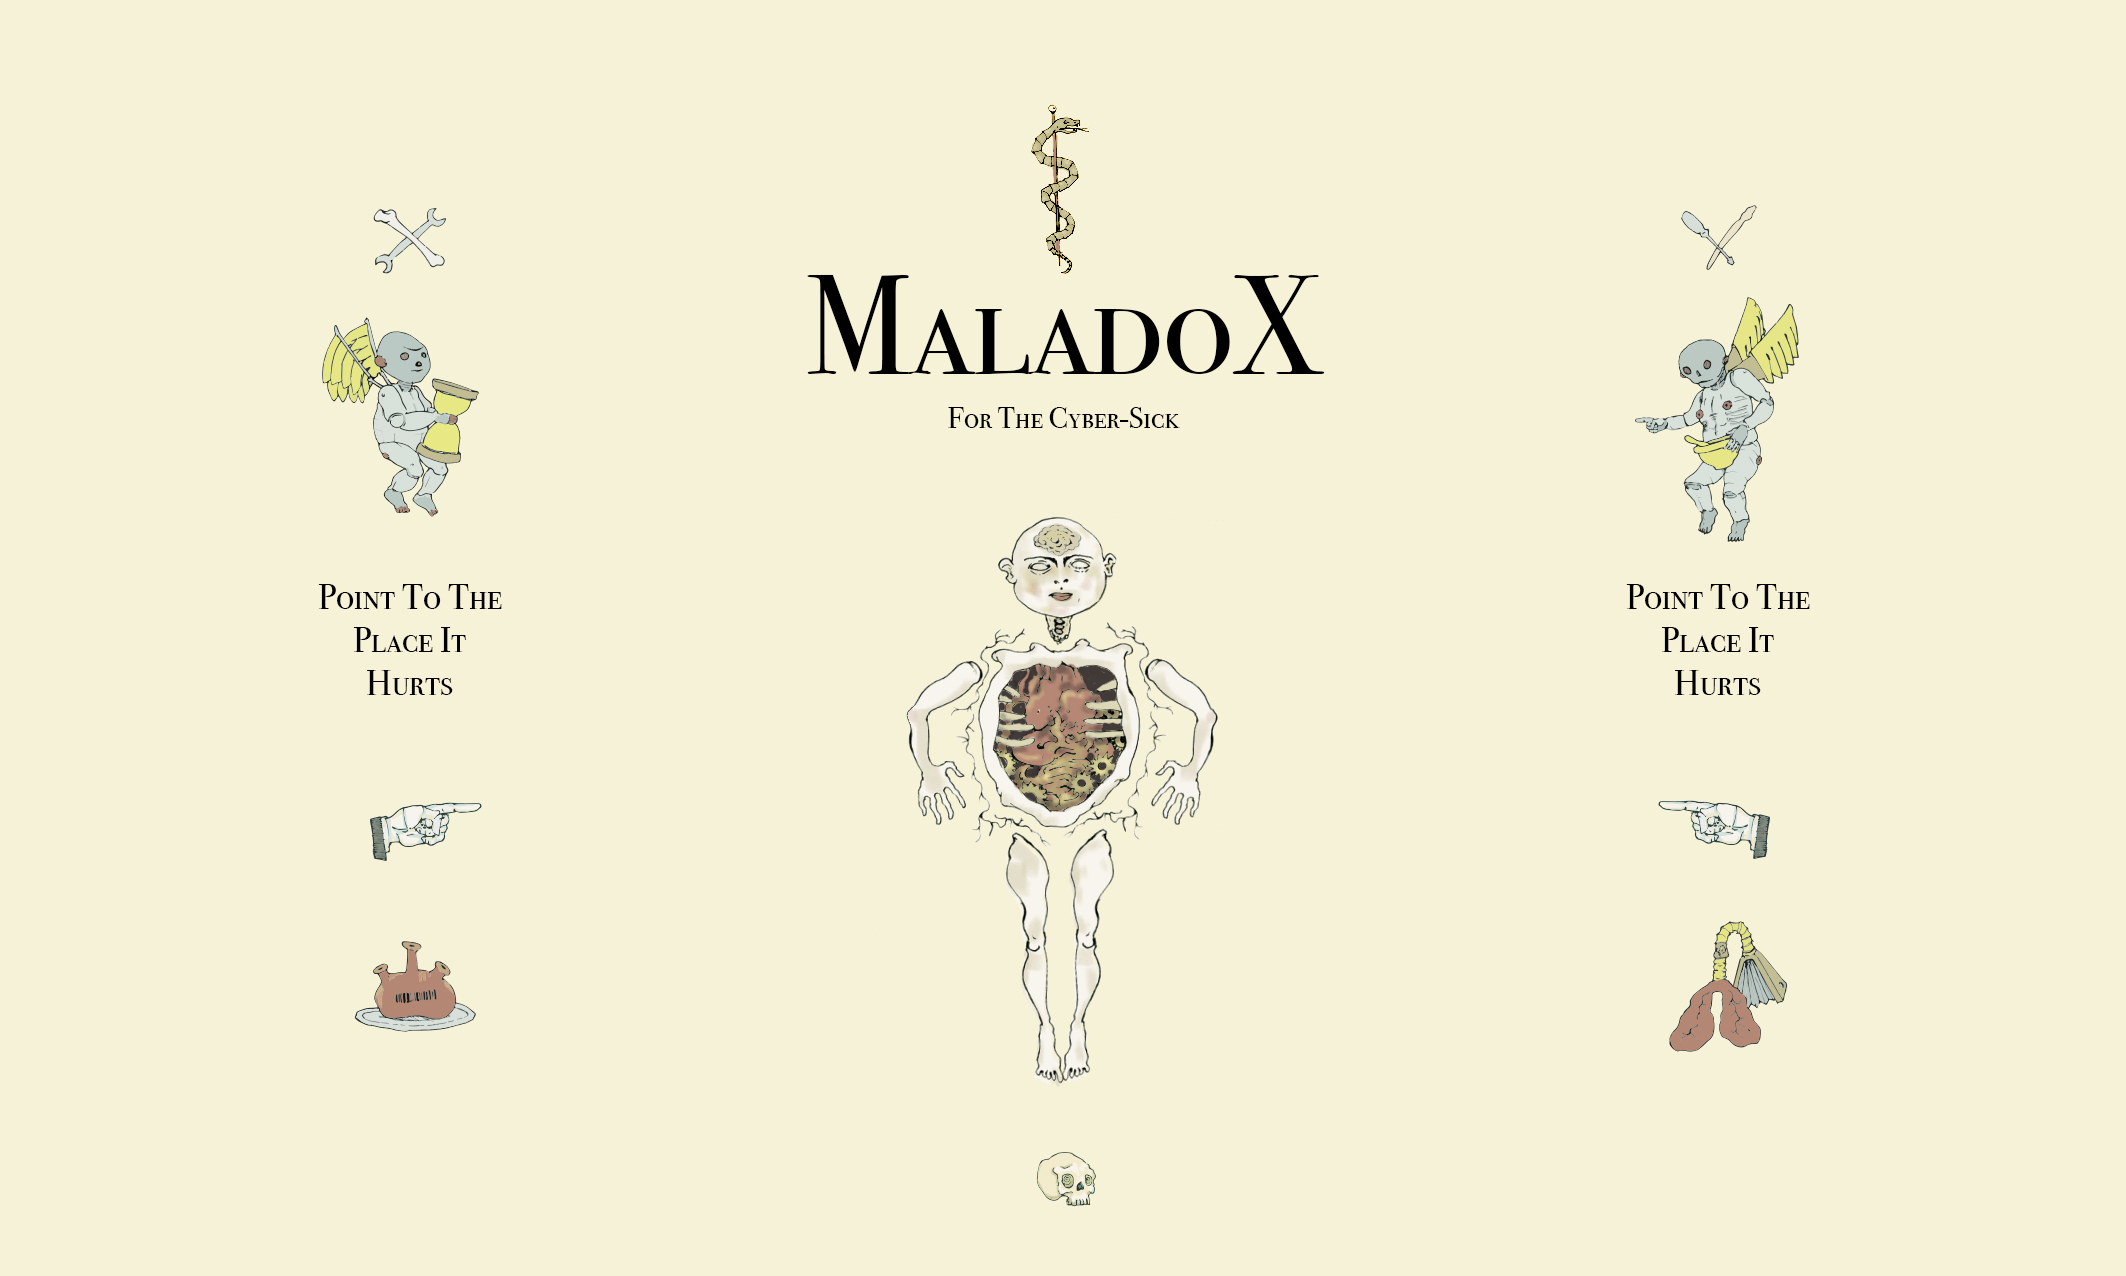 MaladoX
For The Cyber-Sick
Point To The
Place It
Hurts
Point To The
Place It
Hurts